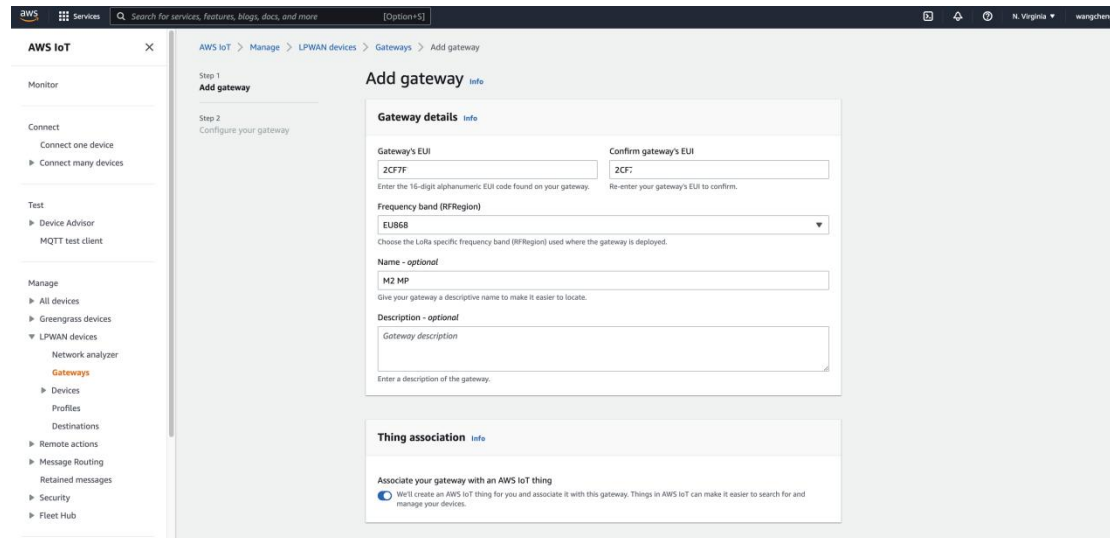 aws
Services
Search for services, features, blogs, docs, and more
[Option+S]
N. Virginia
wangchen
AWS IoT
Monitor
Connect
Connect one device
Connect many devices
Test
Device Advisor
MQTT test client
Manage
All devices
Greengrass devices
LPWAN devices
Network analyzer
Gateways
Devices
Profiles
Destinations
Remote actions
Message Routing
Retained messages
Security
Fleet Hub
AWS IoT > Manage > LPWAN devices > Gateways > Add gateway
Step 1
Add gateway
Step 2
Configure your gateway
Add gateway Info
Gateway details Info
Gateway's EUI
2CF7F
Enter the 16-digit alphanumeric EUI code found on your gateway.
Confirm gateway's EUI
2CF7
Re-enter your gateway's EUI to confirm.
Frequency band (RFRegion)
EU868
Choose the LoRa specific frequency band (RFRegion) used where the gateway is deployed.
Name - optional
M2 MP
Give your gateway a descriptive name to make it easier to locate.
Description - optional
Gateway description
Enter a description of the gateway.
Thing association Info
Associate your gateway with an AWS IoT thing
We'll create an AWS IoT thing for you and associate it with this gateway. Things in AWS IoT can make it easier to search for and
manage your devices.